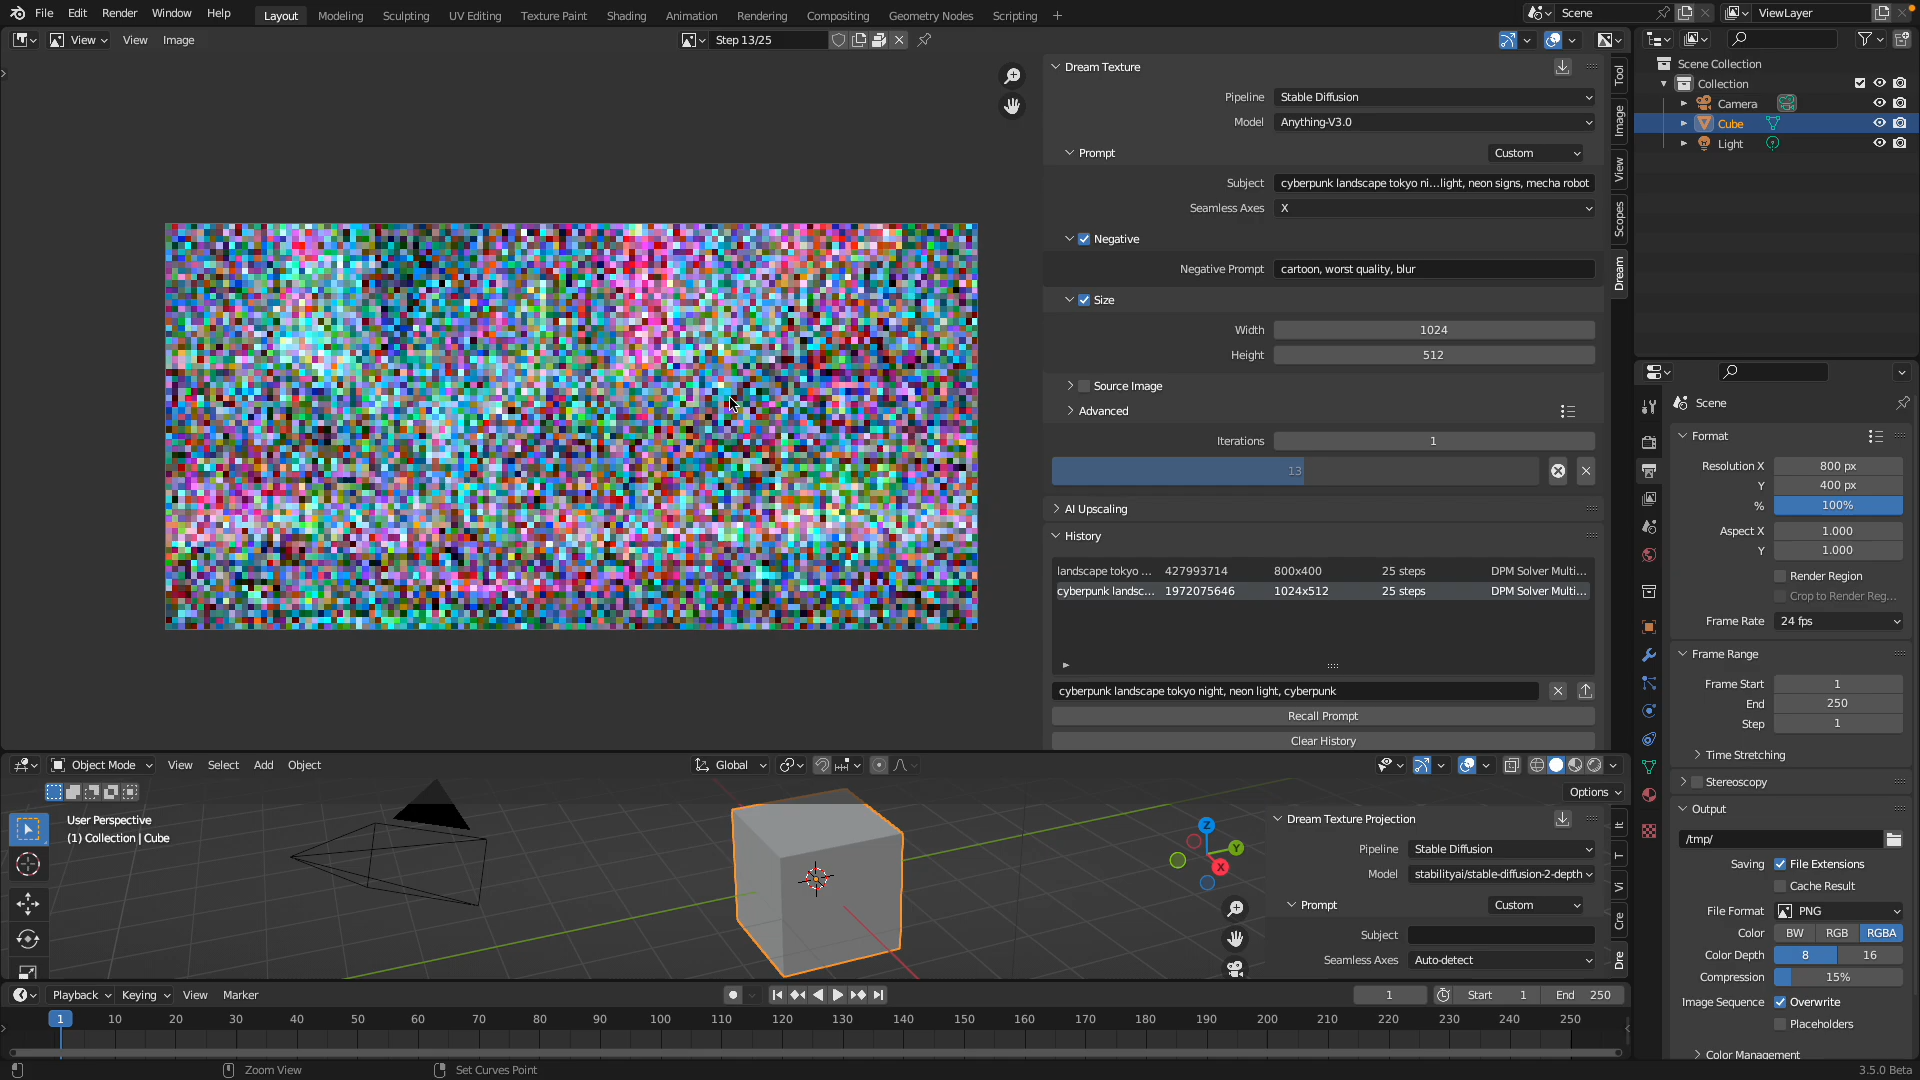 File Edit Render Window Help Layout Modeling Sculpting UV Editing Texture Paint Shading Animation Rendering Compositing Geometry Nodes Scripting + Scene ViewLayer
View View Image Step 13/25
Dream Texture
Pipeline Stable Diffusion
Model Anything-V3.0
Prompt Custom
Subject cyberpunk landscape tokyo ni...light, neon signs, mecha robot
Seamless Axes X
Negative
Negative Prompt cartoon, worst quality, blur
Size
Width 1024
Height 512
Source Image
Advanced
Iterations 1
13
AI Upscaling
History
landscape tokyo ... 427993714 800x400 25 steps DPM Solver Multi...
cyberpunk landsc... 1972075646 1024x512 25 steps DPM Solver Multi...
cyberpunk landscape tokyo night, neon light, cyberpunk
Recall Prompt
Clear History
Tool
Image
View
Scopes
Dream
Scene Collection
Collection
Camera
Cube
Light
Scene
Format
Resolution X 800 px
Y 400 px
% 100%
Aspect X 1.000
Y 1.000
Render Region
Crop to Render Reg...
Frame Rate 24 fps
Frame Range
Frame Start 1
End 250
Step 1
Time Stretching
Stereoscopy
Output
/tmp/
Saving File Extensions
Cache Result
File Format PNG
Color BW RGB RGBA
Color Depth 8 16
Compression 15%
Image Sequence Overwrite
Placeholders
Color Management
Object Mode View Select Add Object Global
Options
User Perspective
(1) Collection | Cube
Z
Y
X
Dream Texture Projection
Pipeline Stable Diffusion
Model stabilityai/stable-diffusion-2-depth
Prompt Custom
Subject
Seamless Axes Auto-detect
It
T
Vi
Cre
Dre
Playback Keying View Marker 1 Start 1 End 250
1 10 20 30 40 50 60 70 80 90 100 110 120 130 140 150 160 170 180 190 200 210 220 230 240 250
Zoom View Set Curves Point 3.5.0 Beta